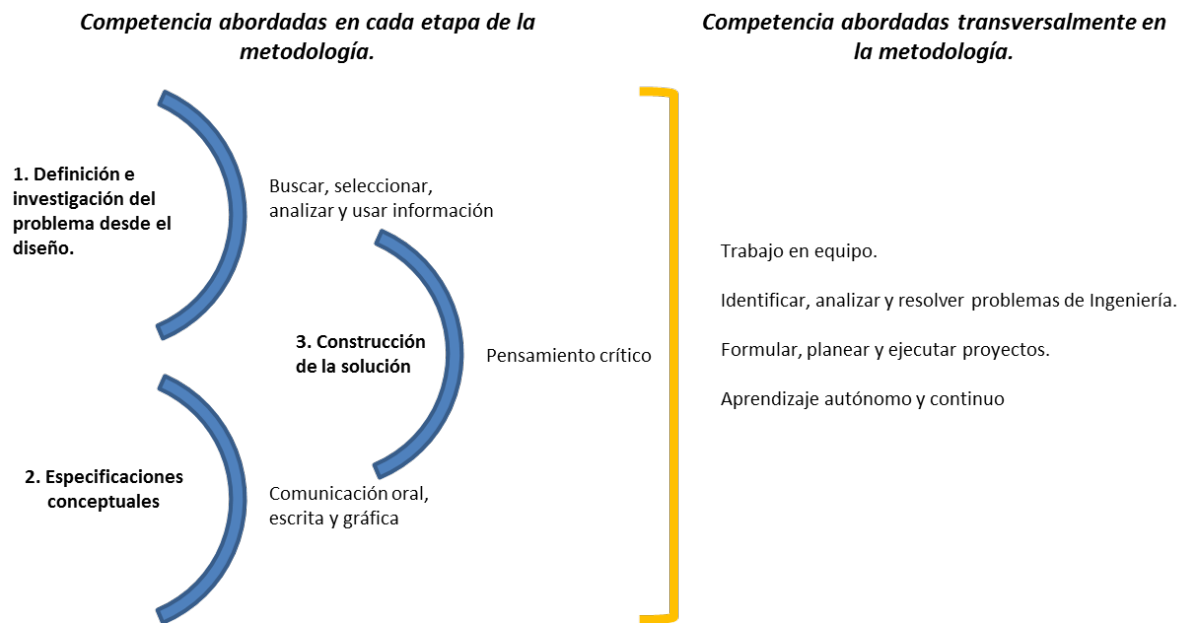 Competencia abordadas en cada etapa de la
metodología.
Competencia abordadas transversalmente en
la metodología.
1. Definición e
investigación del
problema desde el
diseño.
Buscar, seleccionar,
analizar y usar información
3. Construcción
de la solución
Pensamiento crítico
2. Especificaciones
conceptuales
Comunicación oral,
escrita y gráfica
Trabajo en equipo.
Identificar, analizar y resolver problemas de Ingeniería.
Formular, planear y ejecutar proyectos.
Aprendizaje autónomo y continuo